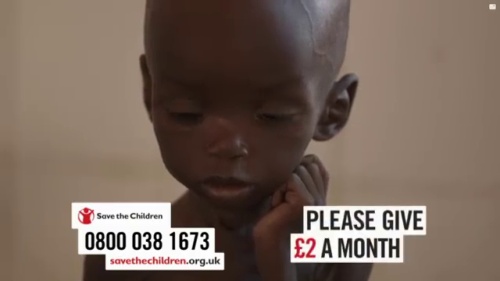 Save the Children
0800 038 1673
savethechildren.org.uk
PLEASE GIVE
£2 A MONTH